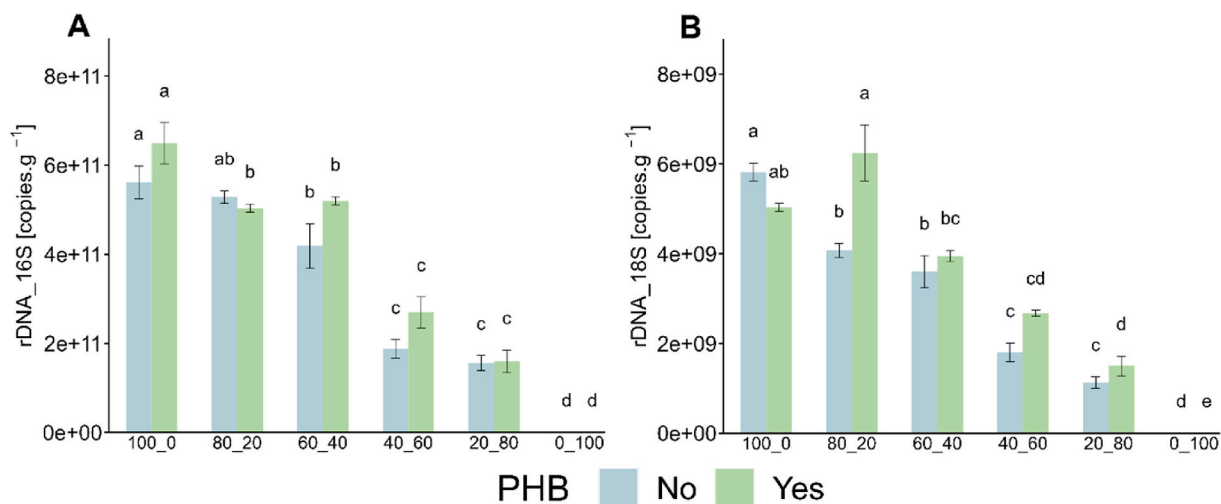 A
rDNA_16S [copies.g ⁻¹]
8e+11
6e+11
4e+11
2e+11
0e+00
a
a
ab
b
b
b
c
c
c
c
d
d
100_0
80_20
60_40
40_60
20_80
0_100
B
rDNA_18S [copies.g ⁻¹]
8e+09
6e+09
4e+09
2e+09
0e+00
a
ab
b
a
b
bc
c
cd
c
d
d
e
100_0
80_20
60_40
40_60
20_80
0_100
PHB No Yes